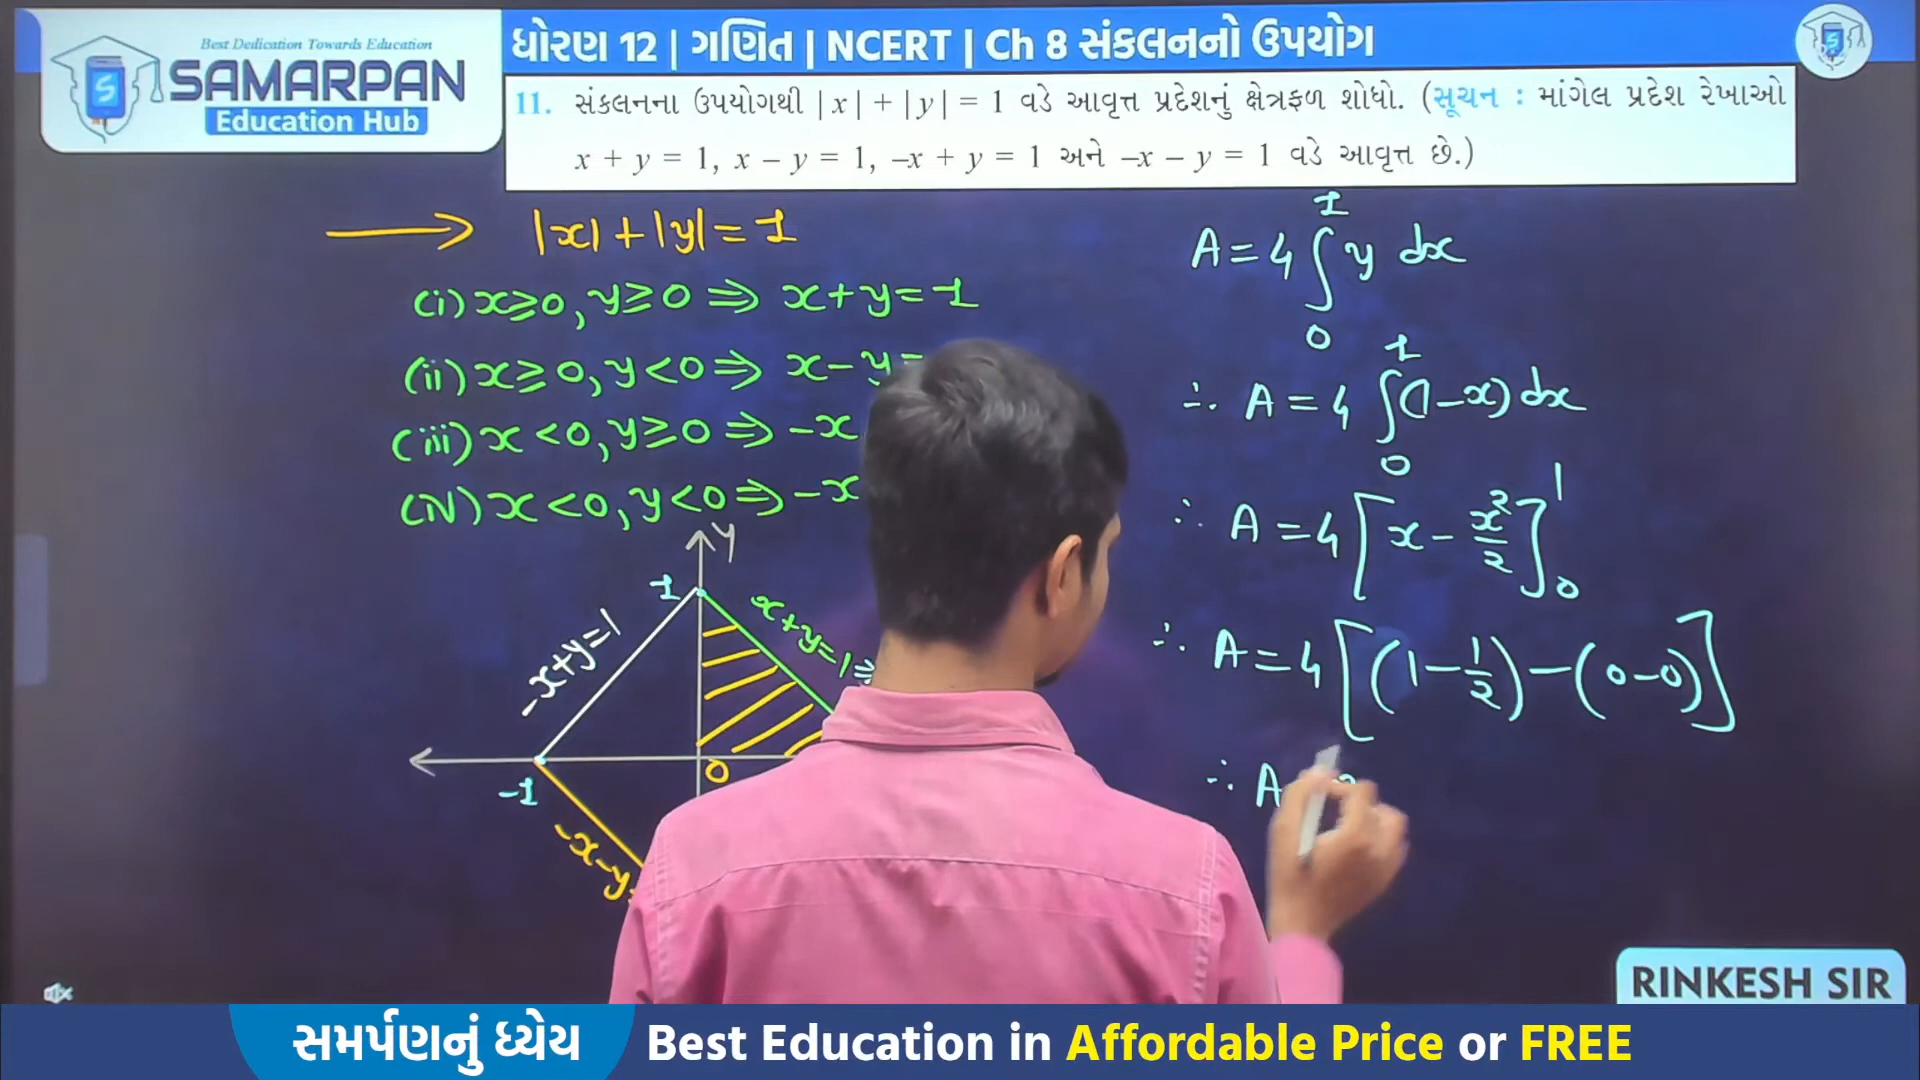 Best Dedication Towards Education
SAMARPAN
Education Hub
ધોરણ 12 | ગણિત | NCERT | Ch 8 સંકલનનો ઉપયોગ
11. સંકલનના ઉપયોગથી |x| + |y| = 1 વડે આવૃત્ત પ્રદેશનું ક્ષેત્રફળ શોધો. (સૂચન : માંગેલ પ્રદેશ રેખાઓ
x + y = 1, x – y = 1, –x + y = 1 અને –x – y = 1 વડે આવૃત્ત છે.)
|x| + |y| = 1
(i) x ≥ 0, y ≥ 0 ⇒ x + y = 1
(ii) x ≥ 0, y < 0 ⇒ x – y =
(iii) x < 0, y ≥ 0 ⇒ –x
(iv) x < 0, y < 0 ⇒ –x
y
1
–x+y=1
x+y=1
0
-1
–x–y=
A = 4 ∫₀¹ y dx
∴ A = 4 ∫₀¹ (1–x) dx
∴ A = 4 [x – x²/2]₀¹
∴ A = 4 [(1 – 1/2) – (0–0)]
∴ A
RINKESH SIR
સમર્પણનું ધ્યેય
Best Education in Affordable Price or FREE